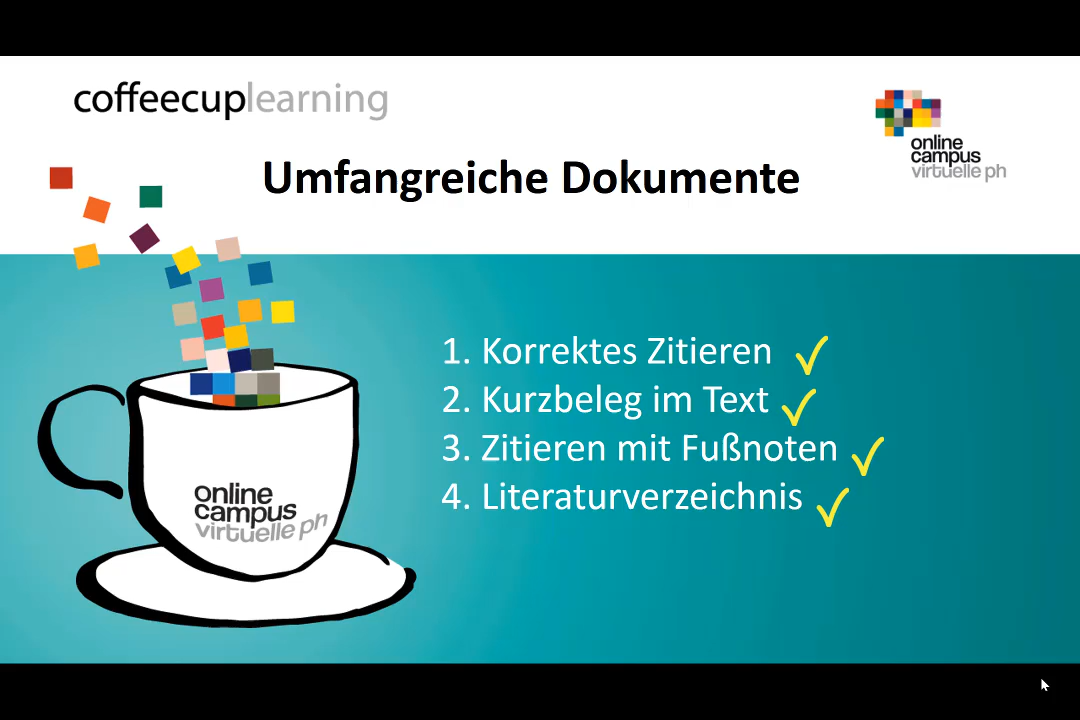 coffeecuplearning
online
campus
virtuelle ph
Umfangreiche Dokumente
1. Korrektes Zitieren
2. Kurzbeleg im Text
3. Zitieren mit Fußnoten
4. Literaturverzeichnis
online
campus
virtuelle ph